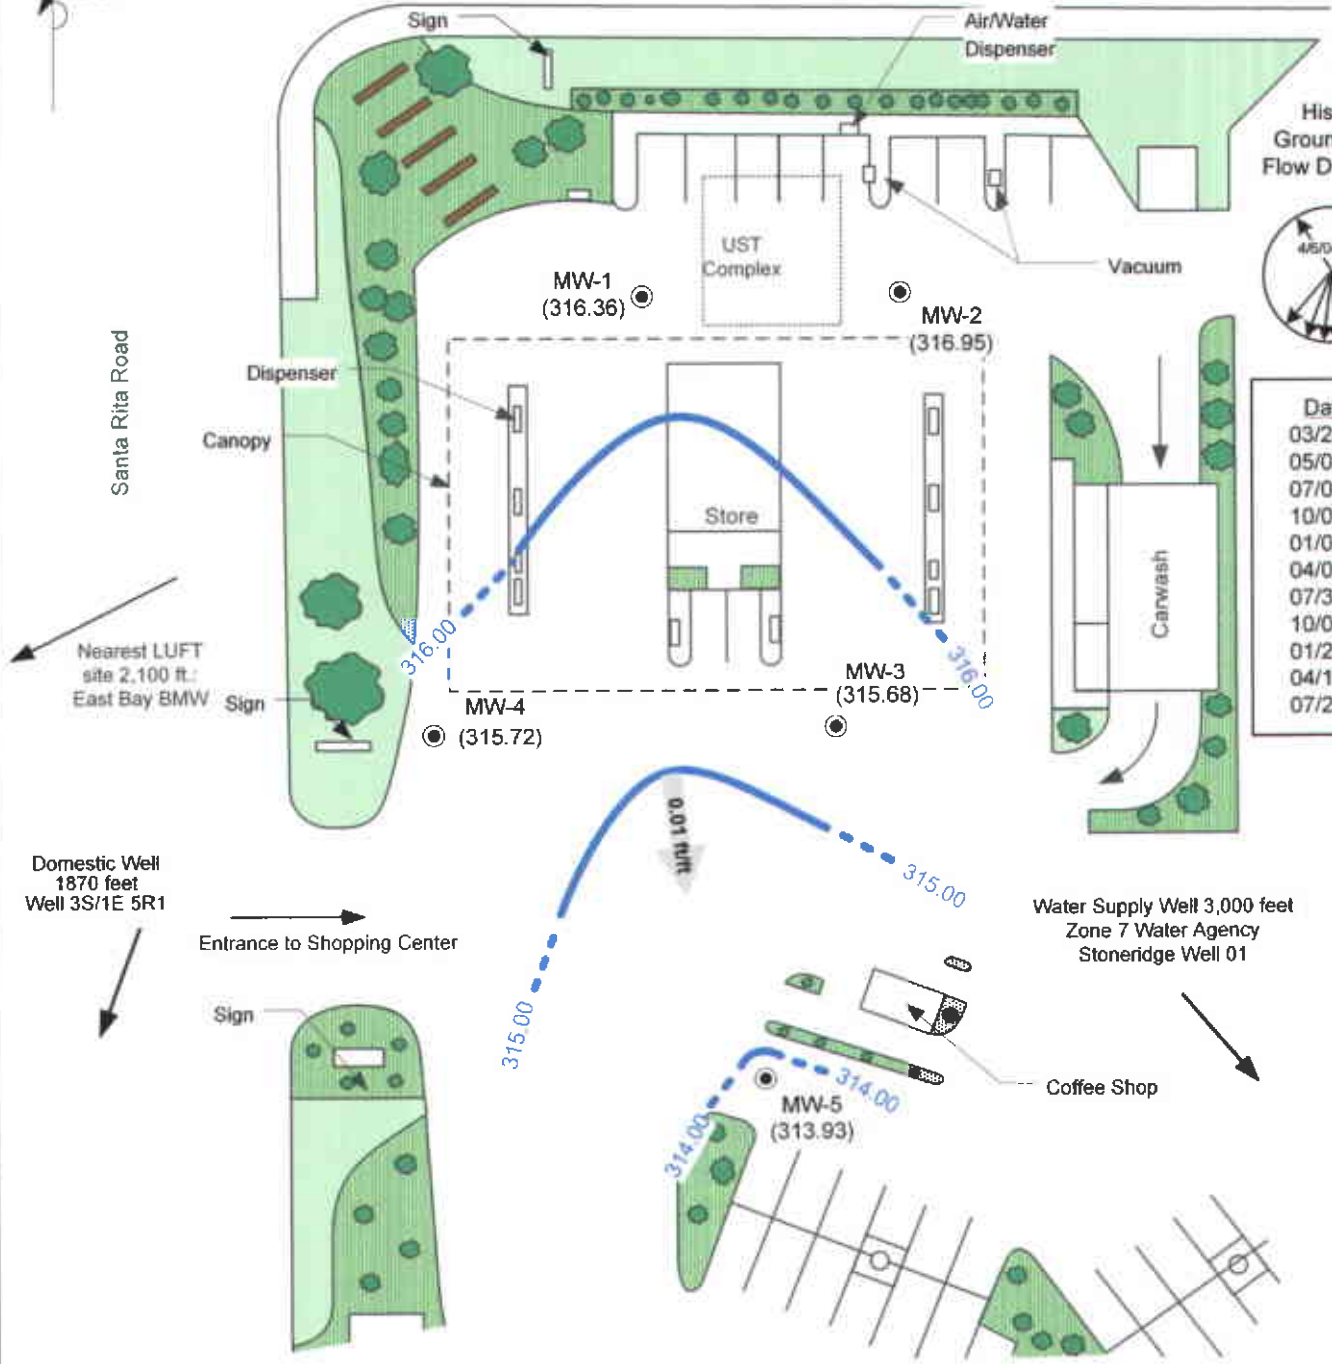 Sign
Air/Water
Dispenser
His
Groun
Flow D
4/6/0
UST
Complex
Vacuum
MW-1
(316.36)
MW-2
(316.95)
Santa Rita Road
Dispenser
Canopy
Store
Carwash
Da
03/2
05/0
07/0
10/0
01/0
04/0
07/3
10/0
01/2
04/1
07/2
316.00
316.00
Nearest LUFT
site 2,100 ft.:
East Bay BMW
Sign
MW-3
(315.68)
MW-4
(315.72)
0.01 ft/ft
315.00
Domestic Well
1870 feet
Well 3S/1E 5R1
Entrance to Shopping Center
Water Supply Well 3,000 feet
Zone 7 Water Agency
Stoneridge Well 01
Sign
315.00
314.00
Coffee Shop
MW-5
(313.93)
314.00